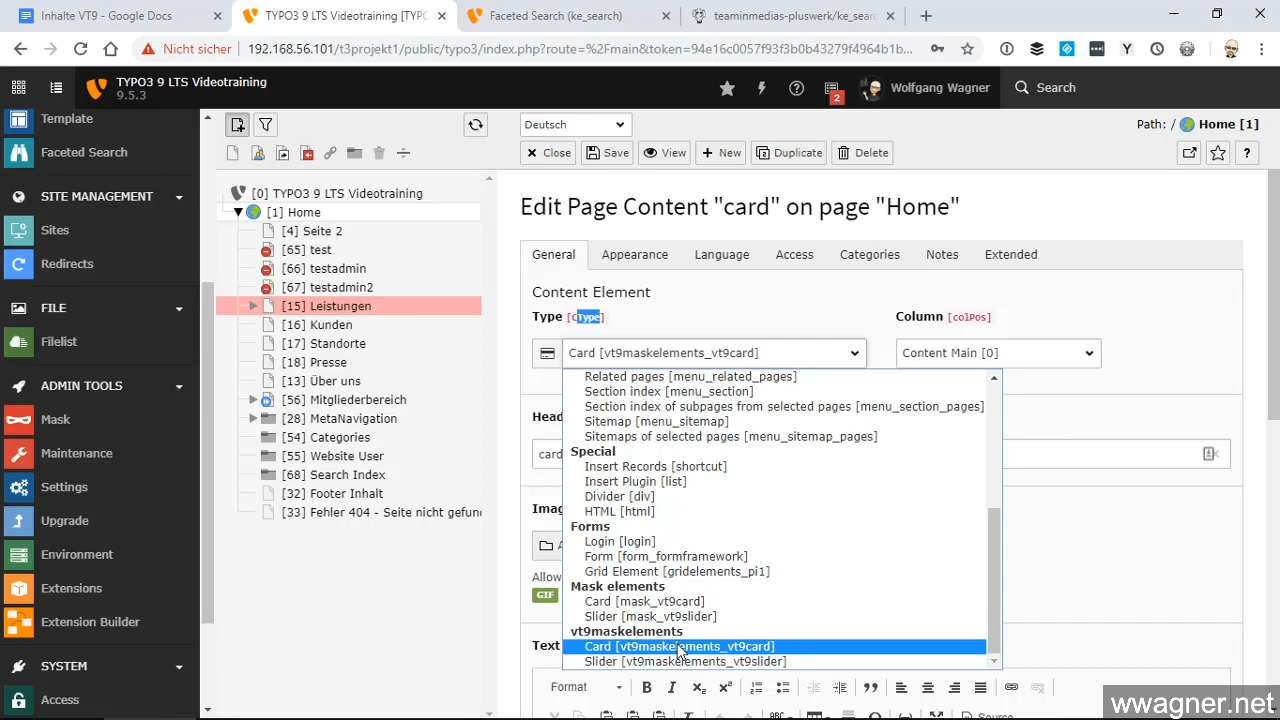 Inhalte VT9 - Google Docs
TYPO3 9 LTS Videotraining [TYPO
Faceted Search (ke_search)
teaminmedias-pluswerk/ke_searc
Nicht sicher
192.168.56.101/t3projekt1/public/typo3/index.php?route=%2Fmain&token=94e16c0057f93f3b0b43279f4964b1b...
TYPO3 9 LTS Videotraining
9.5.3
2
Wolfgang Wagner
Search
Template
Faceted Search
SITE MANAGEMENT
Sites
Redirects
FILE
Filelist
ADMIN TOOLS
Mask
Maintenance
Settings
Upgrade
Environment
Extensions
Extension Builder
SYSTEM
Access
[0] TYPO3 9 LTS Videotraining
[1] Home
[4] Seite 2
[65] test
[66] testadmin
[67] testadmin2
[15] Leistungen
[16] Kunden
[17] Standorte
[18] Presse
[13] Über uns
[56] Mitgliederbereich
[28] MetaNavigation
[54] Categories
[55] Website User
[68] Search Index
[32] Footer Inhalt
[33] Fehler 404 - Seite nicht gefun
Deutsch
Path: / Home [1]
Close
Save
View
New
Duplicate
Delete
Edit Page Content "card" on page "Home"
General
Appearance
Language
Access
Categories
Notes
Extended
Content Element
Type [CType]
Column [colPos]
Card [vt9maskelements_vt9card]
Content Main [0]
Related pages [menu_related_pages]
Section index [menu_section]
Section index of subpages from selected pages [menu_section_pages]
Sitemap [menu_sitemap]
Sitemaps of selected pages [menu_sitemap_pages]
Special
Insert Records [shortcut]
Insert Plugin [list]
Divider [div]
HTML [html]
Forms
Login [login]
Form [form_formframework]
Grid Element [gridelements_pi1]
Mask elements
Card [mask_vt9card]
Slider [mask_vt9slider]
vt9maskelements
Card [vt9maskelements_vt9card]
Slider [vt9maskelements_vt9slider]
Head
card
Imag
Allow
GIF
Text
Format
Source
wwagner.net